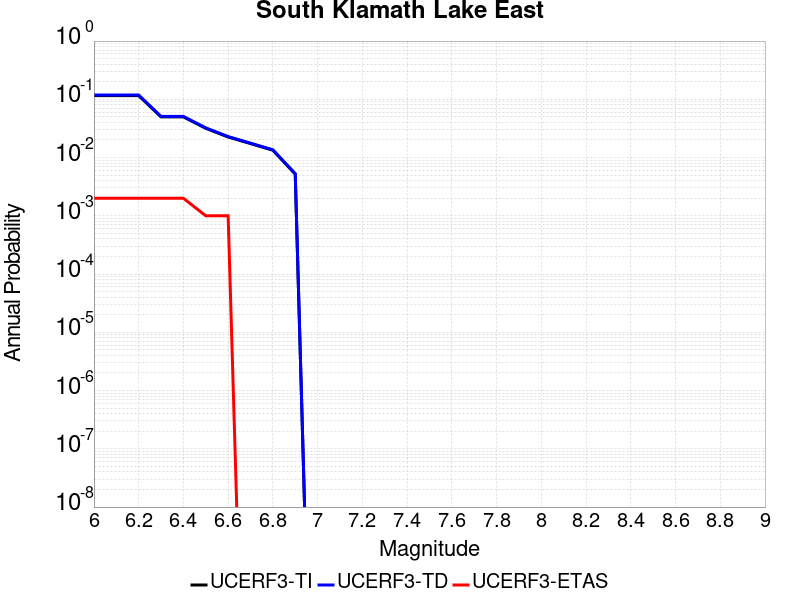 South Klamath Lake East
10^0
10^-1
10^-2
10^-3
10^-4
10^-5
10^-6
10^-7
10^-8
Annual Probability
6 6.2 6.4 6.6 6.8 7 7.2 7.4 7.6 7.8 8 8.2 8.4 8.6 8.8 9
Magnitude
UCERF3-TI UCERF3-TD UCERF3-ETAS